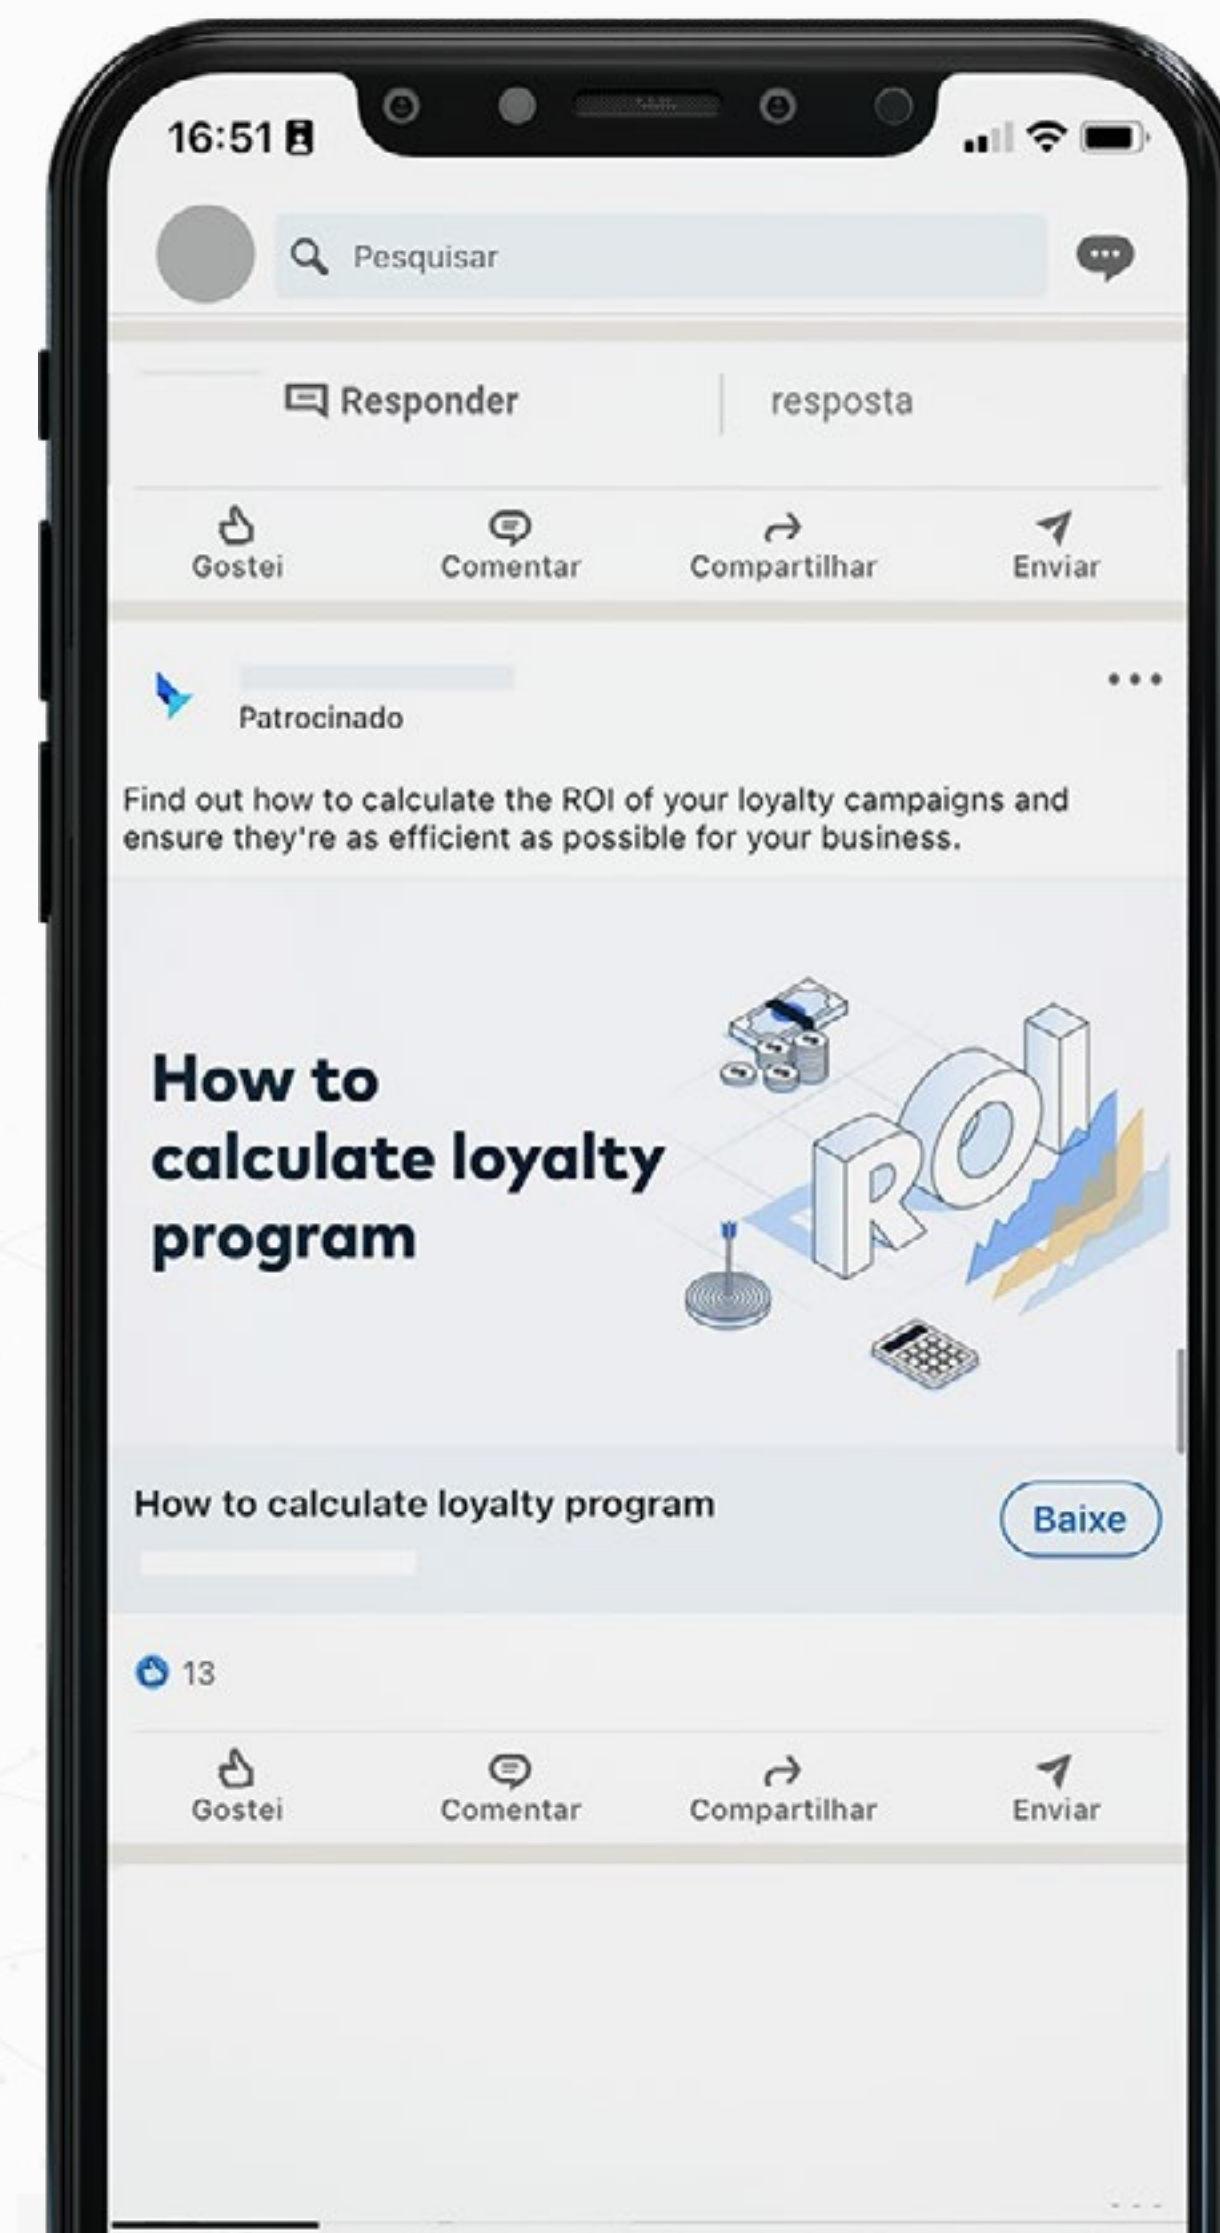 16:51
Pesquisar
Responder
resposta
Gostei
Comentar
Compartilhar
Enviar
Patrocinado
Find out how to calculate the ROI of your loyalty campaigns and
ensure they're as efficient as possible for your business.
How to
calculate loyalty
program
ROI
How to calculate loyalty program
Baixe
13
Gostei
Comentar
Compartilhar
Enviar